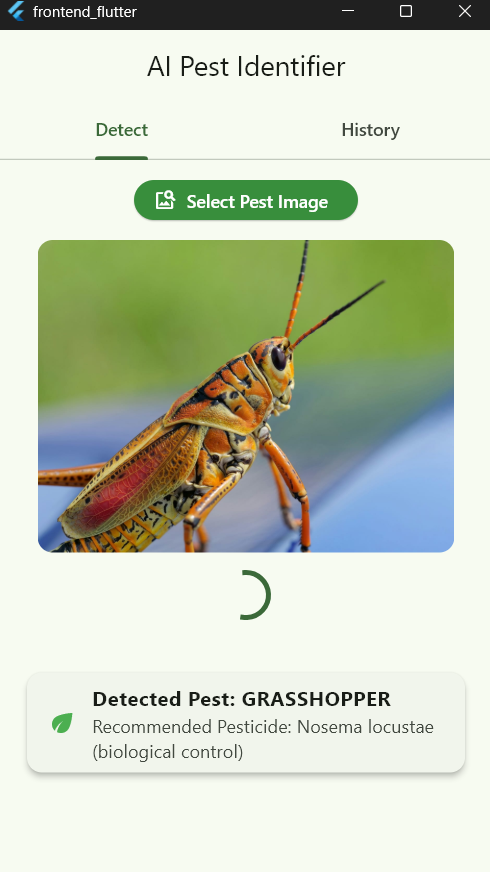 frontend_flutter
AI Pest Identifier
Detect
History
Select Pest Image
Detected Pest: GRASSHOPPER
Recommended Pesticide: Nosema locustae
(biological control)